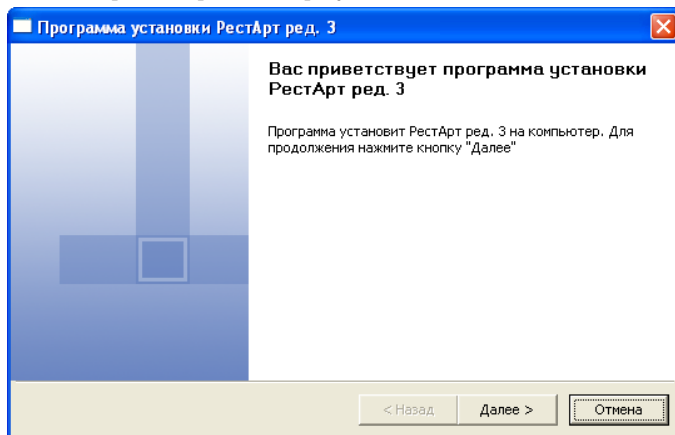 Программа установки РестАрт ред. 3
Вас приветствует программа установки
РестАрт ред. 3
Программа установит РестАрт ред. 3 на компьютер. Для
продолжения нажмите кнопку "Далее"
< Назад Далее > Отмена